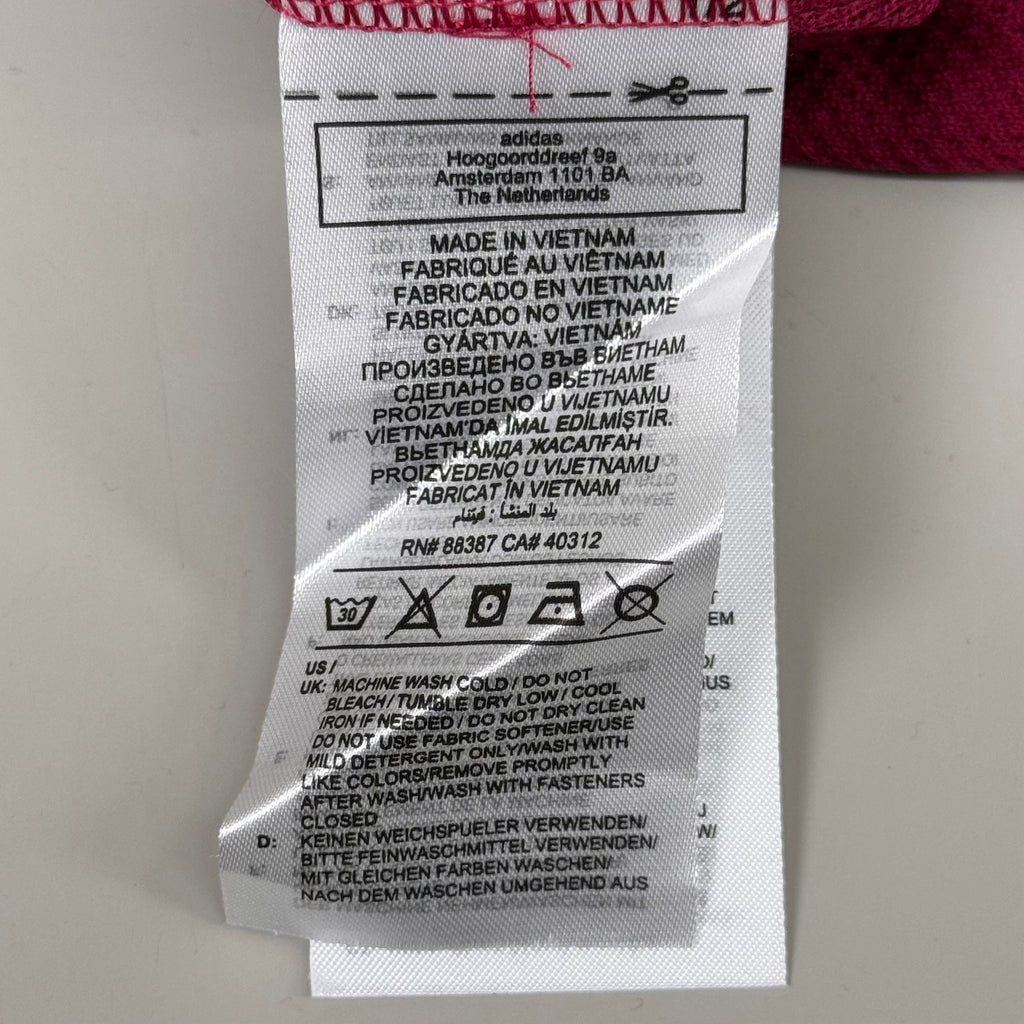 adidas
Hoogoorddreef 9a
Amsterdam 1101 BA
The Netherlands
MADE IN VIETNAM
FABRIQUÉ AU VIÊTNAM
FABRICADO EN VIETNAM
FABRICADO NO VIETNAME
GYÁRTVA: VIETNÁM
ПРОИЗВЕДЕНО ВЪВ ВИЕТНАМ
СДЕЛАНО ВО ВЬЕТНАМЕ
PROIZVEDENO U VIJETNAMU
VİETNAM'DA İMAL EDİLMİŞTİR.
ВЬЕТНАМДА ЖАСАЛҒАН
PROIZVEDENO U VIJETNAMU
FABRICAT ÎN VIETNAM
بلد المنشأ : فيتنام
RN# 88387 CA# 40312
30
US /
UK: MACHINE WASH COLD / DO NOT
BLEACH / TUMBLE DRY LOW / COOL
IRON IF NEEDED / DO NOT DRY CLEAN
DO NOT USE FABRIC SOFTENER/USE
MILD DETERGENT ONLY/WASH WITH
LIKE COLORS/REMOVE PROMPTLY
AFTER WASH/WASH WITH FASTENERS
CLOSED
D: KEINEN WEICHSPUELER VERWENDEN/
BITTE FEINWASCHMITTEL VERWENDEN/
MIT GLEICHEN FARBEN WASCHEN/
NACH DEM WASCHEN UMGEHEND AUS